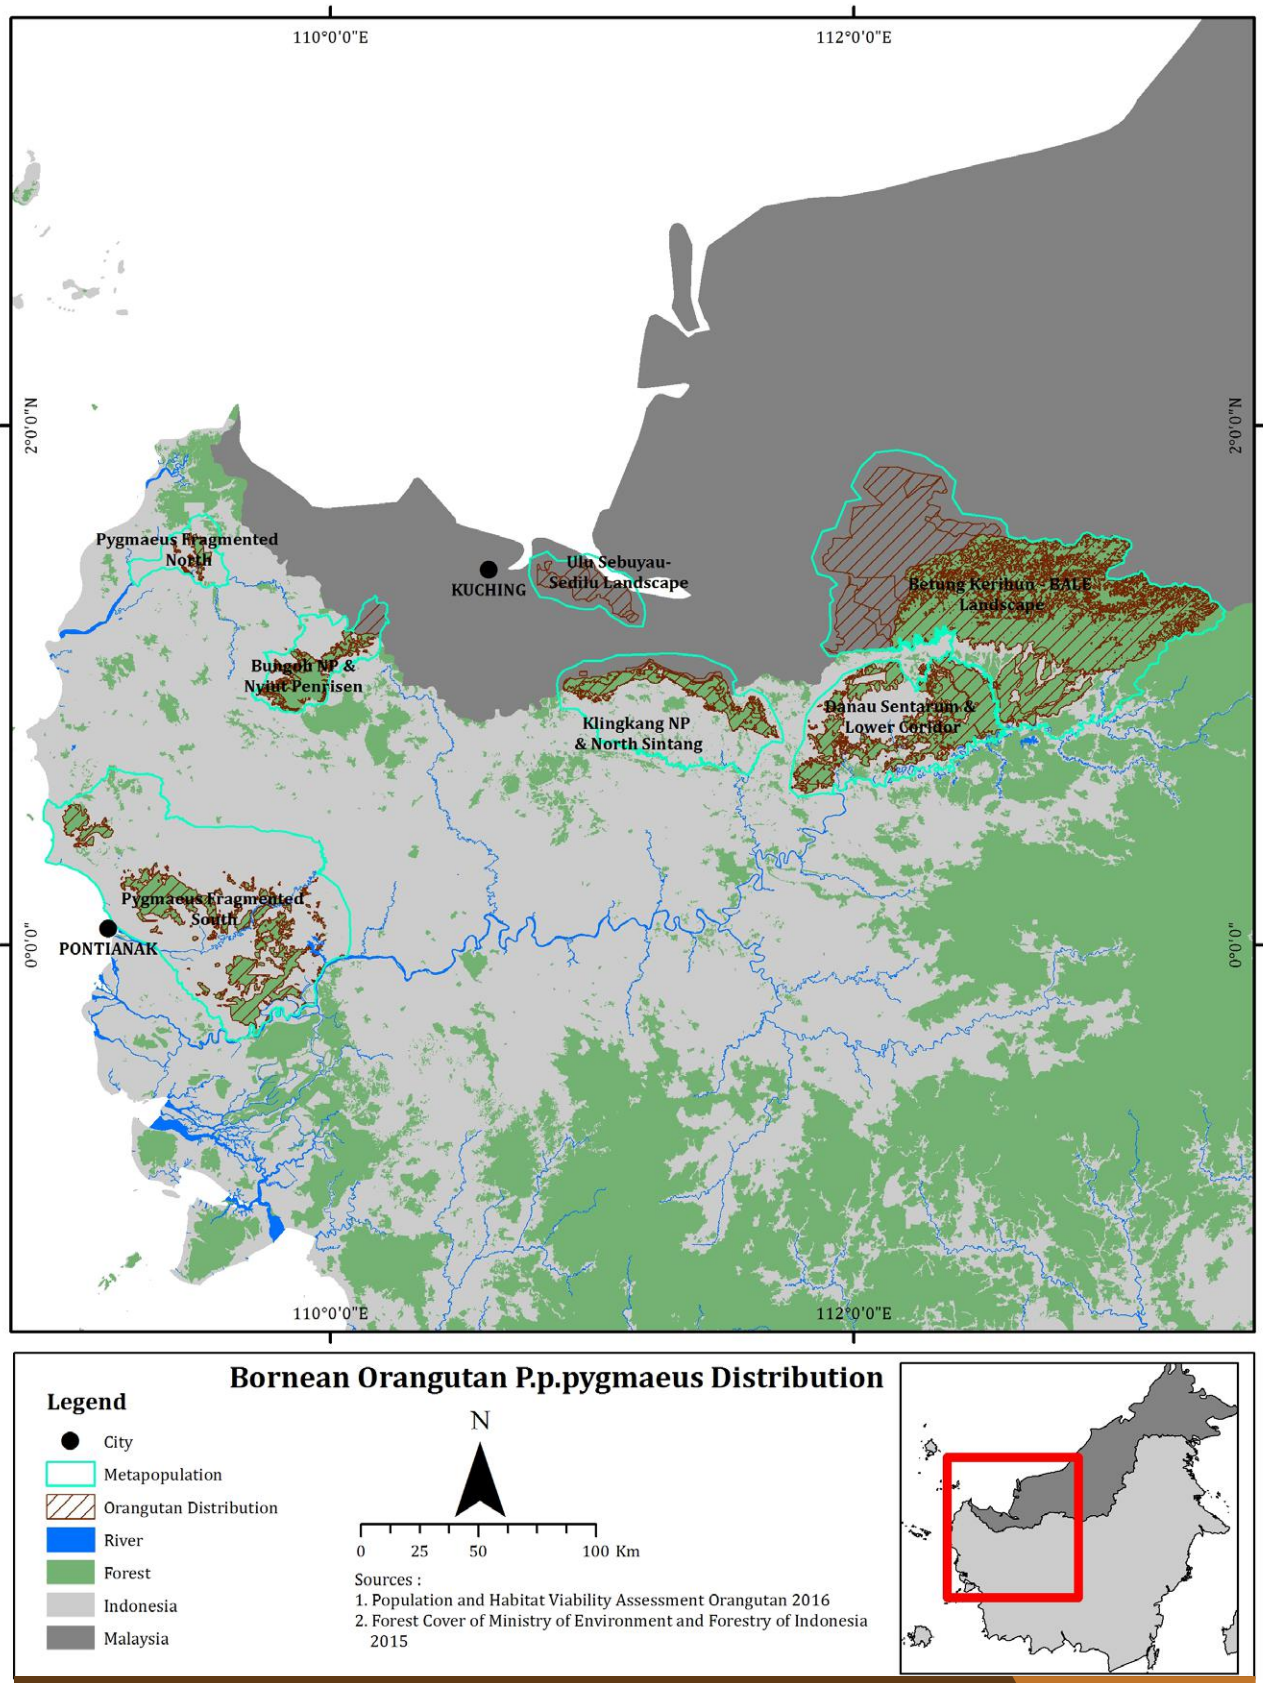 110°0'0"E
112°0'0"E
2°0'0"N
2°0'0"N
Pygmaeus Fragmented
North
KUCHING
Ulu Sebuyau-
Sedilu Landscape
Betung Kerihun - BALE
Landscape
Bungoh NP &
Nyiut Penrisen
Klingkang NP
& North Sintang
Danau Sentarum &
Lower Coridor
Pygmaeus Fragmented
South
PONTIANAK
0°0'0"
0°0'0"
110°0'0"E
112°0'0"E
Bornean Orangutan P.p.pygmaeus Distribution
Legend
City
Metapopulation
Orangutan Distribution
River
Forest
Indonesia
Malaysia
N
0 25 50 100 Km
Sources :
1. Population and Habitat Viability Assessment Orangutan 2016
2. Forest Cover of Ministry of Environment and Forestry of Indonesia
2015